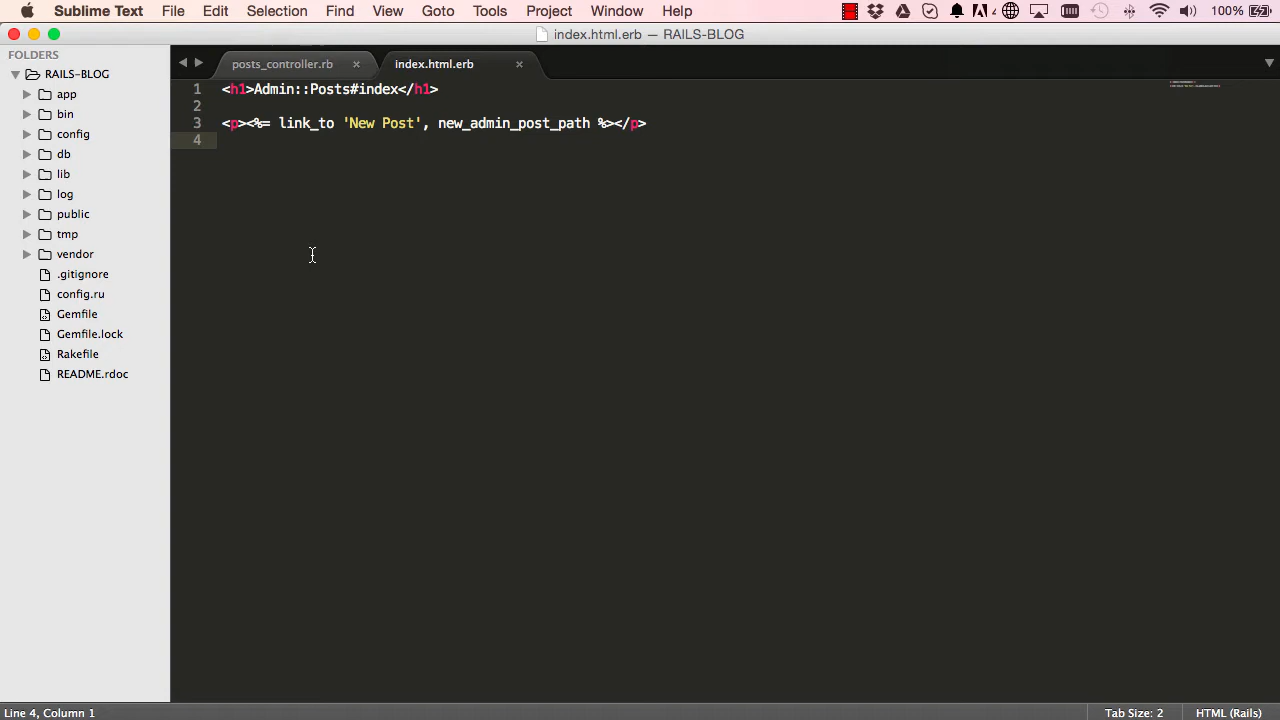 Sublime Text File Edit Selection Find View Goto Tools Project Window Help 4 100%
index.html.erb — RAILS-BLOG
FOLDERS
RAILS-BLOG
app
bin
config
db
lib
log
public
tmp
vendor
.gitignore
config.ru
Gemfile
Gemfile.lock
Rakefile
README.rdoc
posts_controller.rb × index.html.erb ×
1 <h1>Admin::Posts#index</h1>
2
3 <p><%= link_to 'New Post', new_admin_post_path %></p>
4
Line 4, Column 1 Tab Size: 2 HTML (Rails)